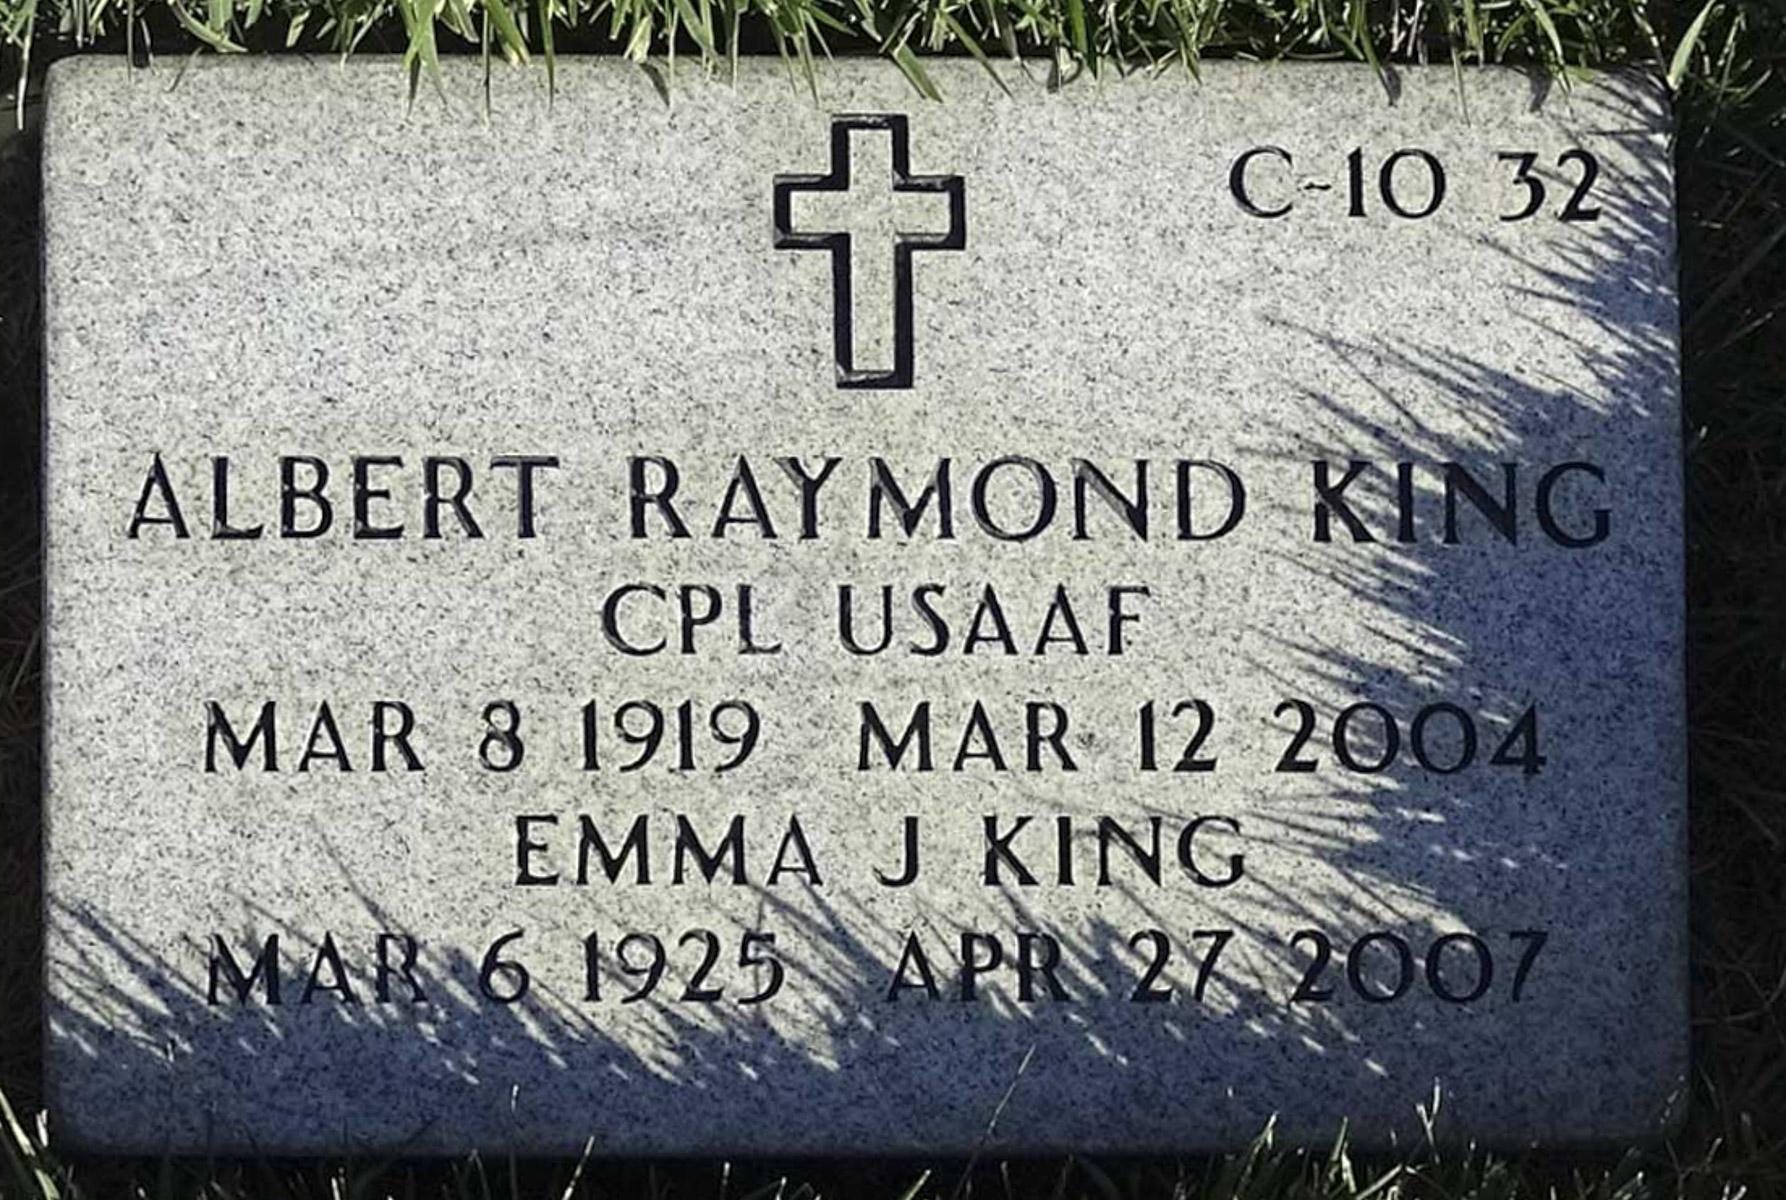 C-10 32
ALBERT RAYMOND KING
CPL USAAF
MAR 8 1919 MAR 12 2004
EMMA J KING
MAR 6 1925 APR 27 2007